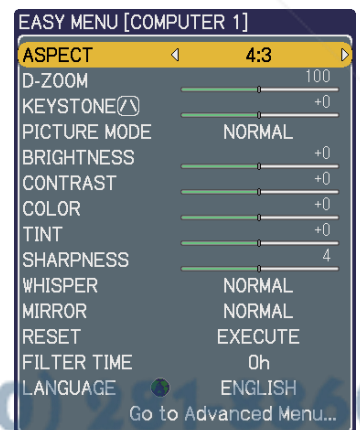 EASY MENU [COMPUTER 1]
ASPECT 4:3
D-ZOOM 100
KEYSTONE +0
PICTURE MODE NORMAL
BRIGHTNESS +0
CONTRAST +0
COLOR +0
TINT +0
SHARPNESS 4
WHISPER NORMAL
MIRROR NORMAL
RESET EXECUTE
FILTER TIME 0h
LANGUAGE ENGLISH
Go to Advanced Menu...